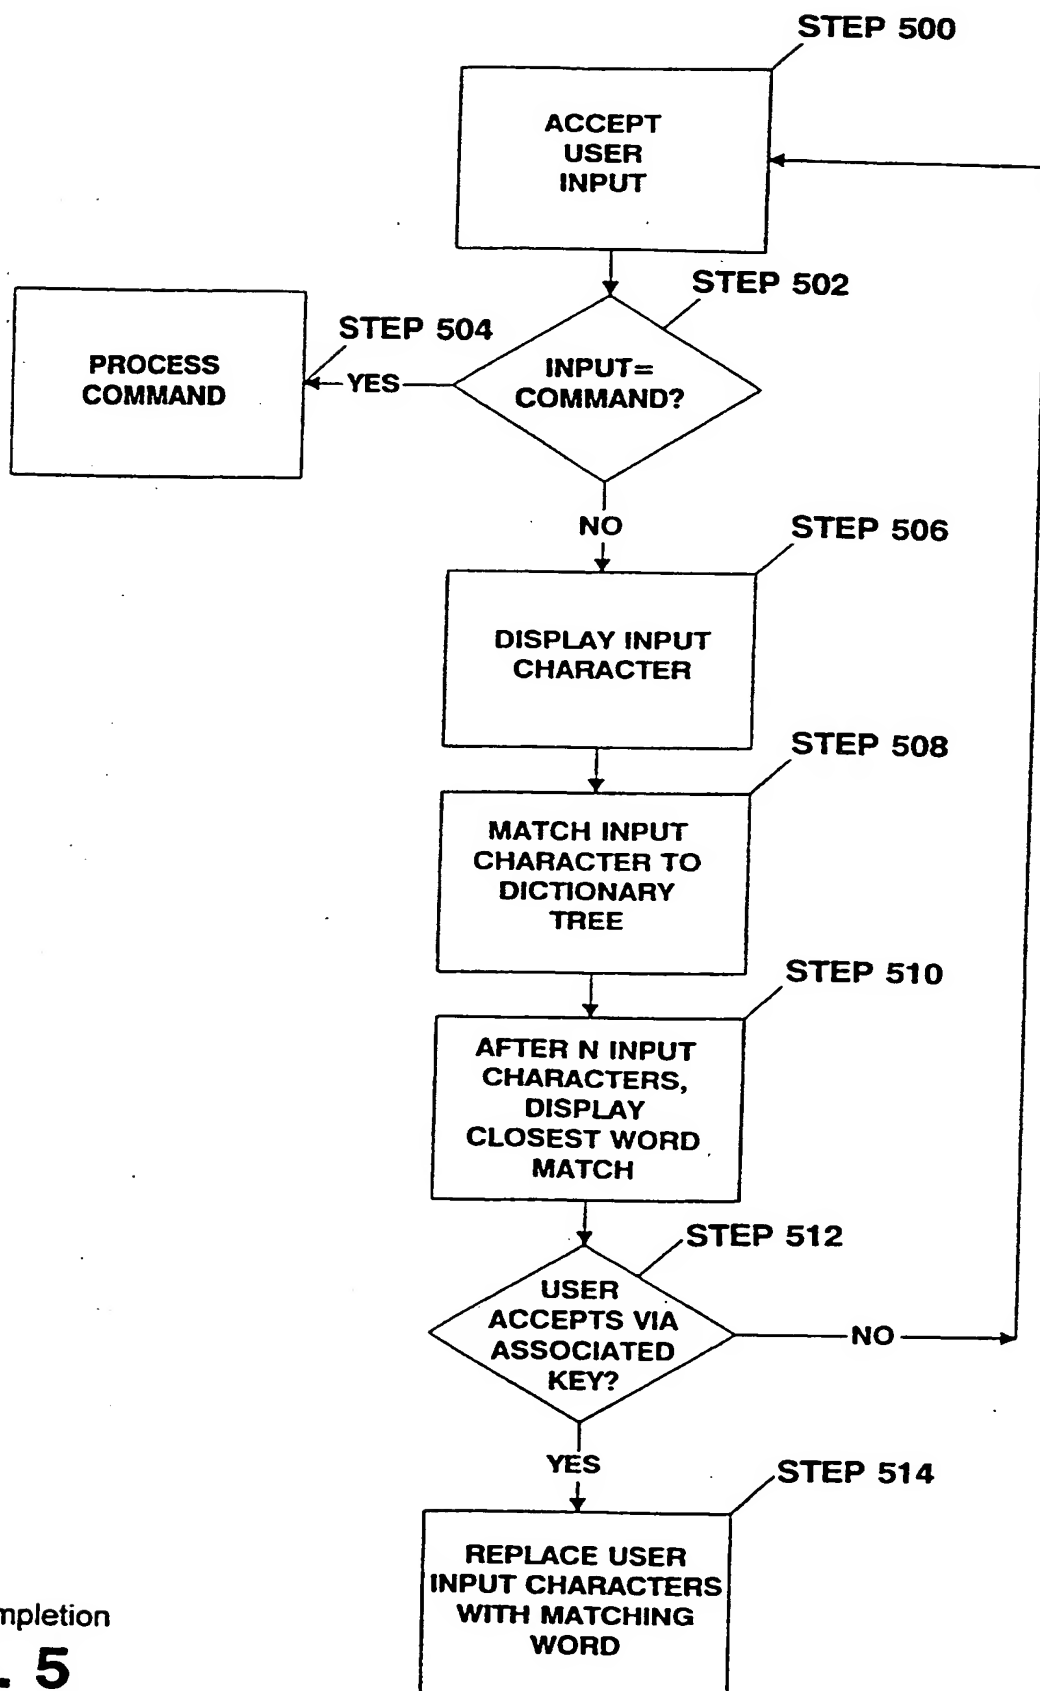 STEP 500
ACCEPT
USER
INPUT
STEP 502
INPUT=
COMMAND?
STEP 504
YES
PROCESS
COMMAND
NO
STEP 506
DISPLAY INPUT
CHARACTER
STEP 508
MATCH INPUT
CHARACTER TO
DICTIONARY
TREE
STEP 510
AFTER N INPUT
CHARACTERS,
DISPLAY
CLOSEST WORD
MATCH
STEP 512
USER
ACCEPTS VIA
ASSOCIATED
KEY?
NO
YES
STEP 514
REPLACE USER
INPUT CHARACTERS
WITH MATCHING
WORD
mpletion
. 5